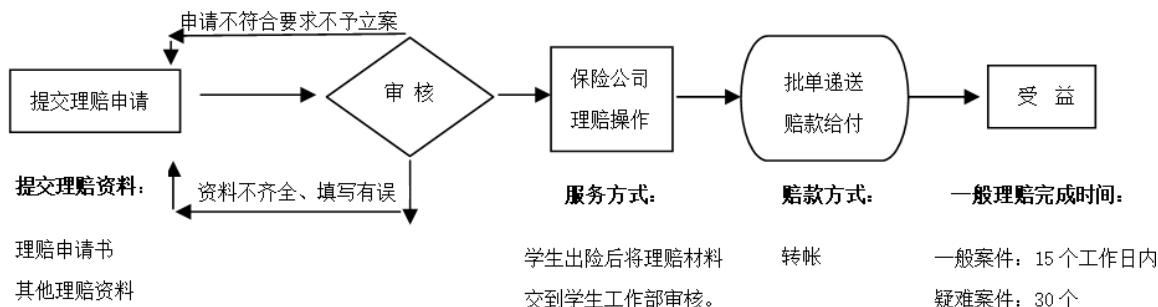 申请不符合要求不予立案
提交理赔申请
审 核
保险公司
理赔操作
批单递送
赔款给付
受 益
资料不齐全、填写有误
提交理赔资料：
理赔申请书
其他理赔资料
服务方式：
学生出险后将理赔材料
交到学生工作部审核。
赔款方式：
转帐
一般理赔完成时间：
一般案件：15个工作日内
疑难案件：30个